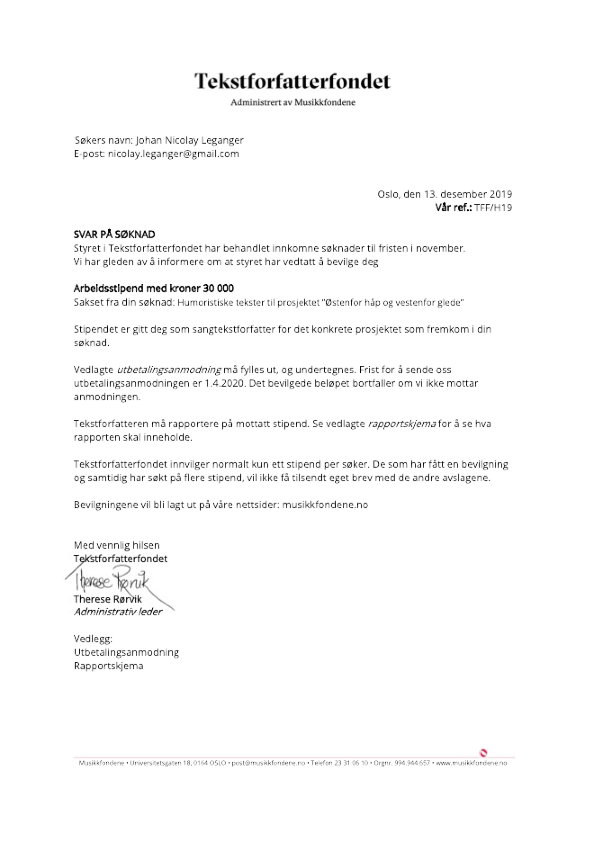 Tekstforfatterfondet
Administrert av Musikkfondene
Søkers navn: Johan Nicolay Leganger
E-post: nicolay.leganger@gmail.com
Oslo, den 13. desember 2019
Vår ref.: TFF/H19
SVAR PÅ SØKNAD
Styret i Tekstforfatterfondet har behandlet innkomne søknader til fristen i november.
Vi har gleden av å informere om at styret har vedtatt å bevilge deg
Arbeidsstipend med kroner 30 000
Sakset fra din søknad: Humoristiske tekster til prosjektet "Østenfor håp og vestenfor glede"
Stipendet er gitt deg som sangtekstforfatter for det konkrete prosjektet som fremkom i din
søknad.
Vedlagte utbetalingsanmodning må fylles ut, og undertegnes. Frist for å sende oss
utbetalingsanmodningen er 1.4.2020. Det bevilgede beløpet bortfaller om vi ikke mottar
anmodningen.
Tekstforfatteren må rapportere på mottatt stipend. Se vedlagte rapportskjema for å se hva
rapporten skal inneholde.
Tekstforfatterfondet innvilger normalt kun ett stipend per søker. De som har fått en bevilgning
og samtidig har søkt på flere stipend, vil ikke få tilsendt eget brev med de andre avslagene.
Bevilgningene vil bli lagt ut på våre nettsider: musikkfondene.no
Med vennlig hilsen
Tekstforfatterfondet
Therese Rørvik
Therese Rørvik
Administrativ leder
Vedlegg:
Utbetalingsanmodning
Rapportskjema
Musikkfondene • Universitetsgaten 18, 0164 OSLO • post@musikkfondene.no • Telefon 23 31 06 10 • Orgnr. 994 944 657 • www.musikkfondene.no